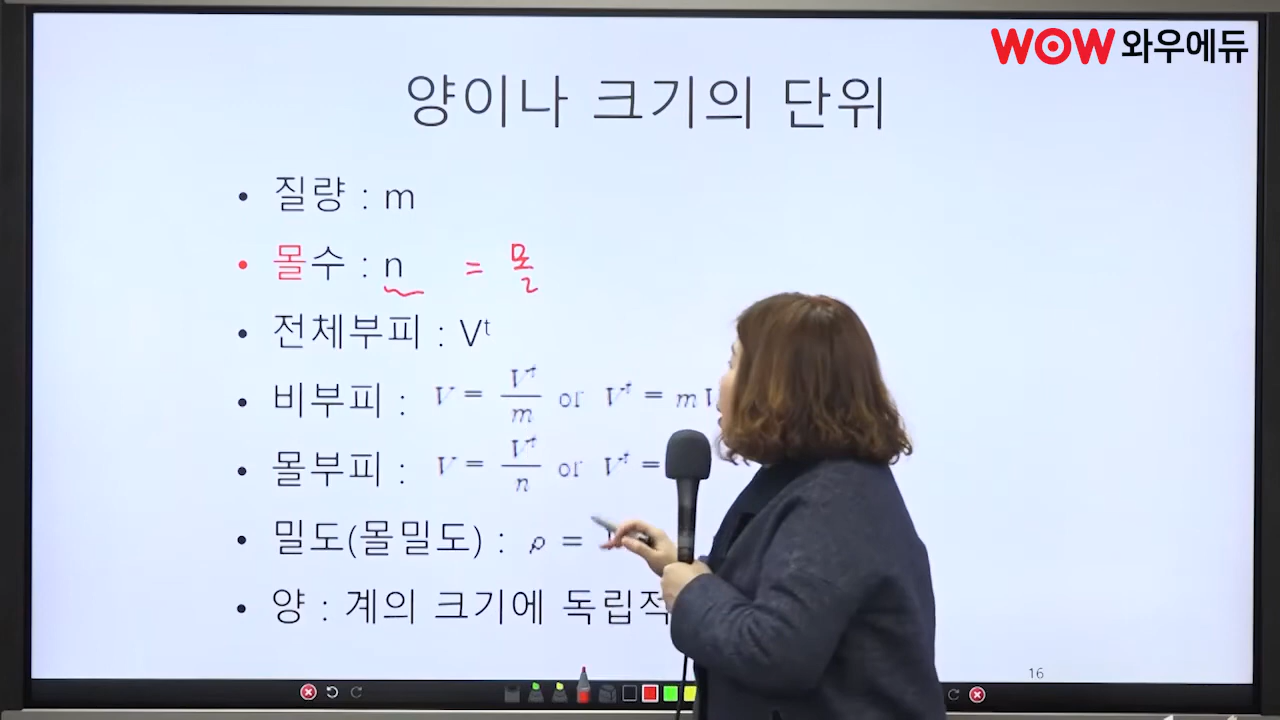 WOW 와우에듀
양이나 크기의 단위
• 질량 : m
• 몰수 : n = 몰
• 전체부피 : Vᵗ
• 비부피 : V = Vᵗ/m or Vᵗ = m
• 몰부피 : V = Vᵗ/n or Vᵗ =
• 밀도(몰밀도) : ρ =
• 양 : 계의 크기에 독립적
16